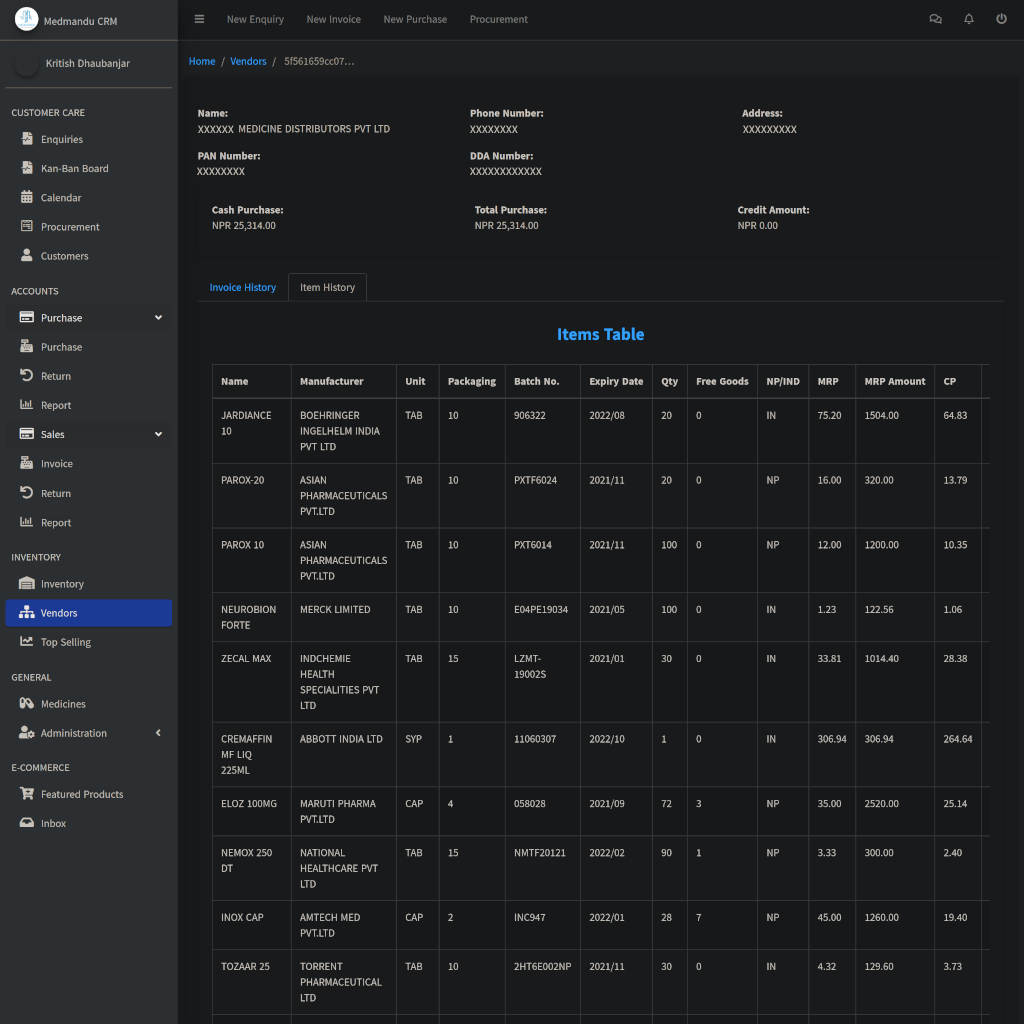 Medmandu CRM
New Enquiry New Invoice New Purchase Procurement
Kritish Dhaubanjar
CUSTOMER CARE
Enquiries
Kan-Ban Board
Calendar
Procurement
Customers
ACCOUNTS
Purchase
Purchase
Return
Report
Sales
Invoice
Return
Report
INVENTORY
Inventory
Vendors
Top Selling
GENERAL
Medicines
Administration
E-COMMERCE
Featured Products
Inbox
Home / Vendors / 5f561659cc07...
Name: Phone Number: Address:
XXXXXX MEDICINE DISTRIBUTORS PVT LTD XXXXXXXX XXXXXXXXX
PAN Number: DDA Number:
XXXXXXXX XXXXXXXXXXXX
Cash Purchase: Total Purchase: Credit Amount:
NPR 25,314.00 NPR 25,314.00 NPR 0.00
Invoice History Item History
Items Table
Name Manufacturer Unit Packaging Batch No. Expiry Date Qty Free Goods NP/IND MRP MRP Amount CP
JARDIANCE BOEHRINGER TAB 10 906322 2022/08 20 0 IN 75.20 1504.00 64.83
10 INGELHELM INDIA
PVT LTD
PAROX-20 ASIAN TAB 10 PXTF6024 2021/11 20 0 NP 16.00 320.00 13.79
PHARMACEUTICALS
PVT.LTD
PAROX 10 ASIAN TAB 10 PXT6014 2021/11 100 0 NP 12.00 1200.00 10.35
PHARMACEUTICALS
PVT.LTD
NEUROBION MERCK LIMITED TAB 10 E04PE19034 2021/05 100 0 IN 1.23 122.56 1.06
FORTE
ZECAL MAX INDCHEMIE TAB 15 LZMT- 2021/01 30 0 IN 33.81 1014.40 28.38
HEALTH 19002S
SPECIALITIES PVT
LTD
CREMAFFIN ABBOTT INDIA LTD SYP 1 11060307 2022/10 1 0 IN 306.94 306.94 264.64
MF LIQ
225ML
ELOZ 100MG MARUTI PHARMA CAP 4 058028 2021/09 72 3 NP 35.00 2520.00 25.14
PVT.LTD
NEMOX 250 NATIONAL TAB 15 NMTF20121 2022/02 90 1 NP 3.33 300.00 2.40
DT HEALTHCARE PVT
LTD
INOX CAP AMTECH MED CAP 2 INC947 2022/01 28 7 NP 45.00 1260.00 19.40
PVT.LTD
TOZAAR 25 TORRENT TAB 10 2HT6E002NP 2021/11 30 0 IN 4.32 129.60 3.73
PHARMACEUTICAL
LTD